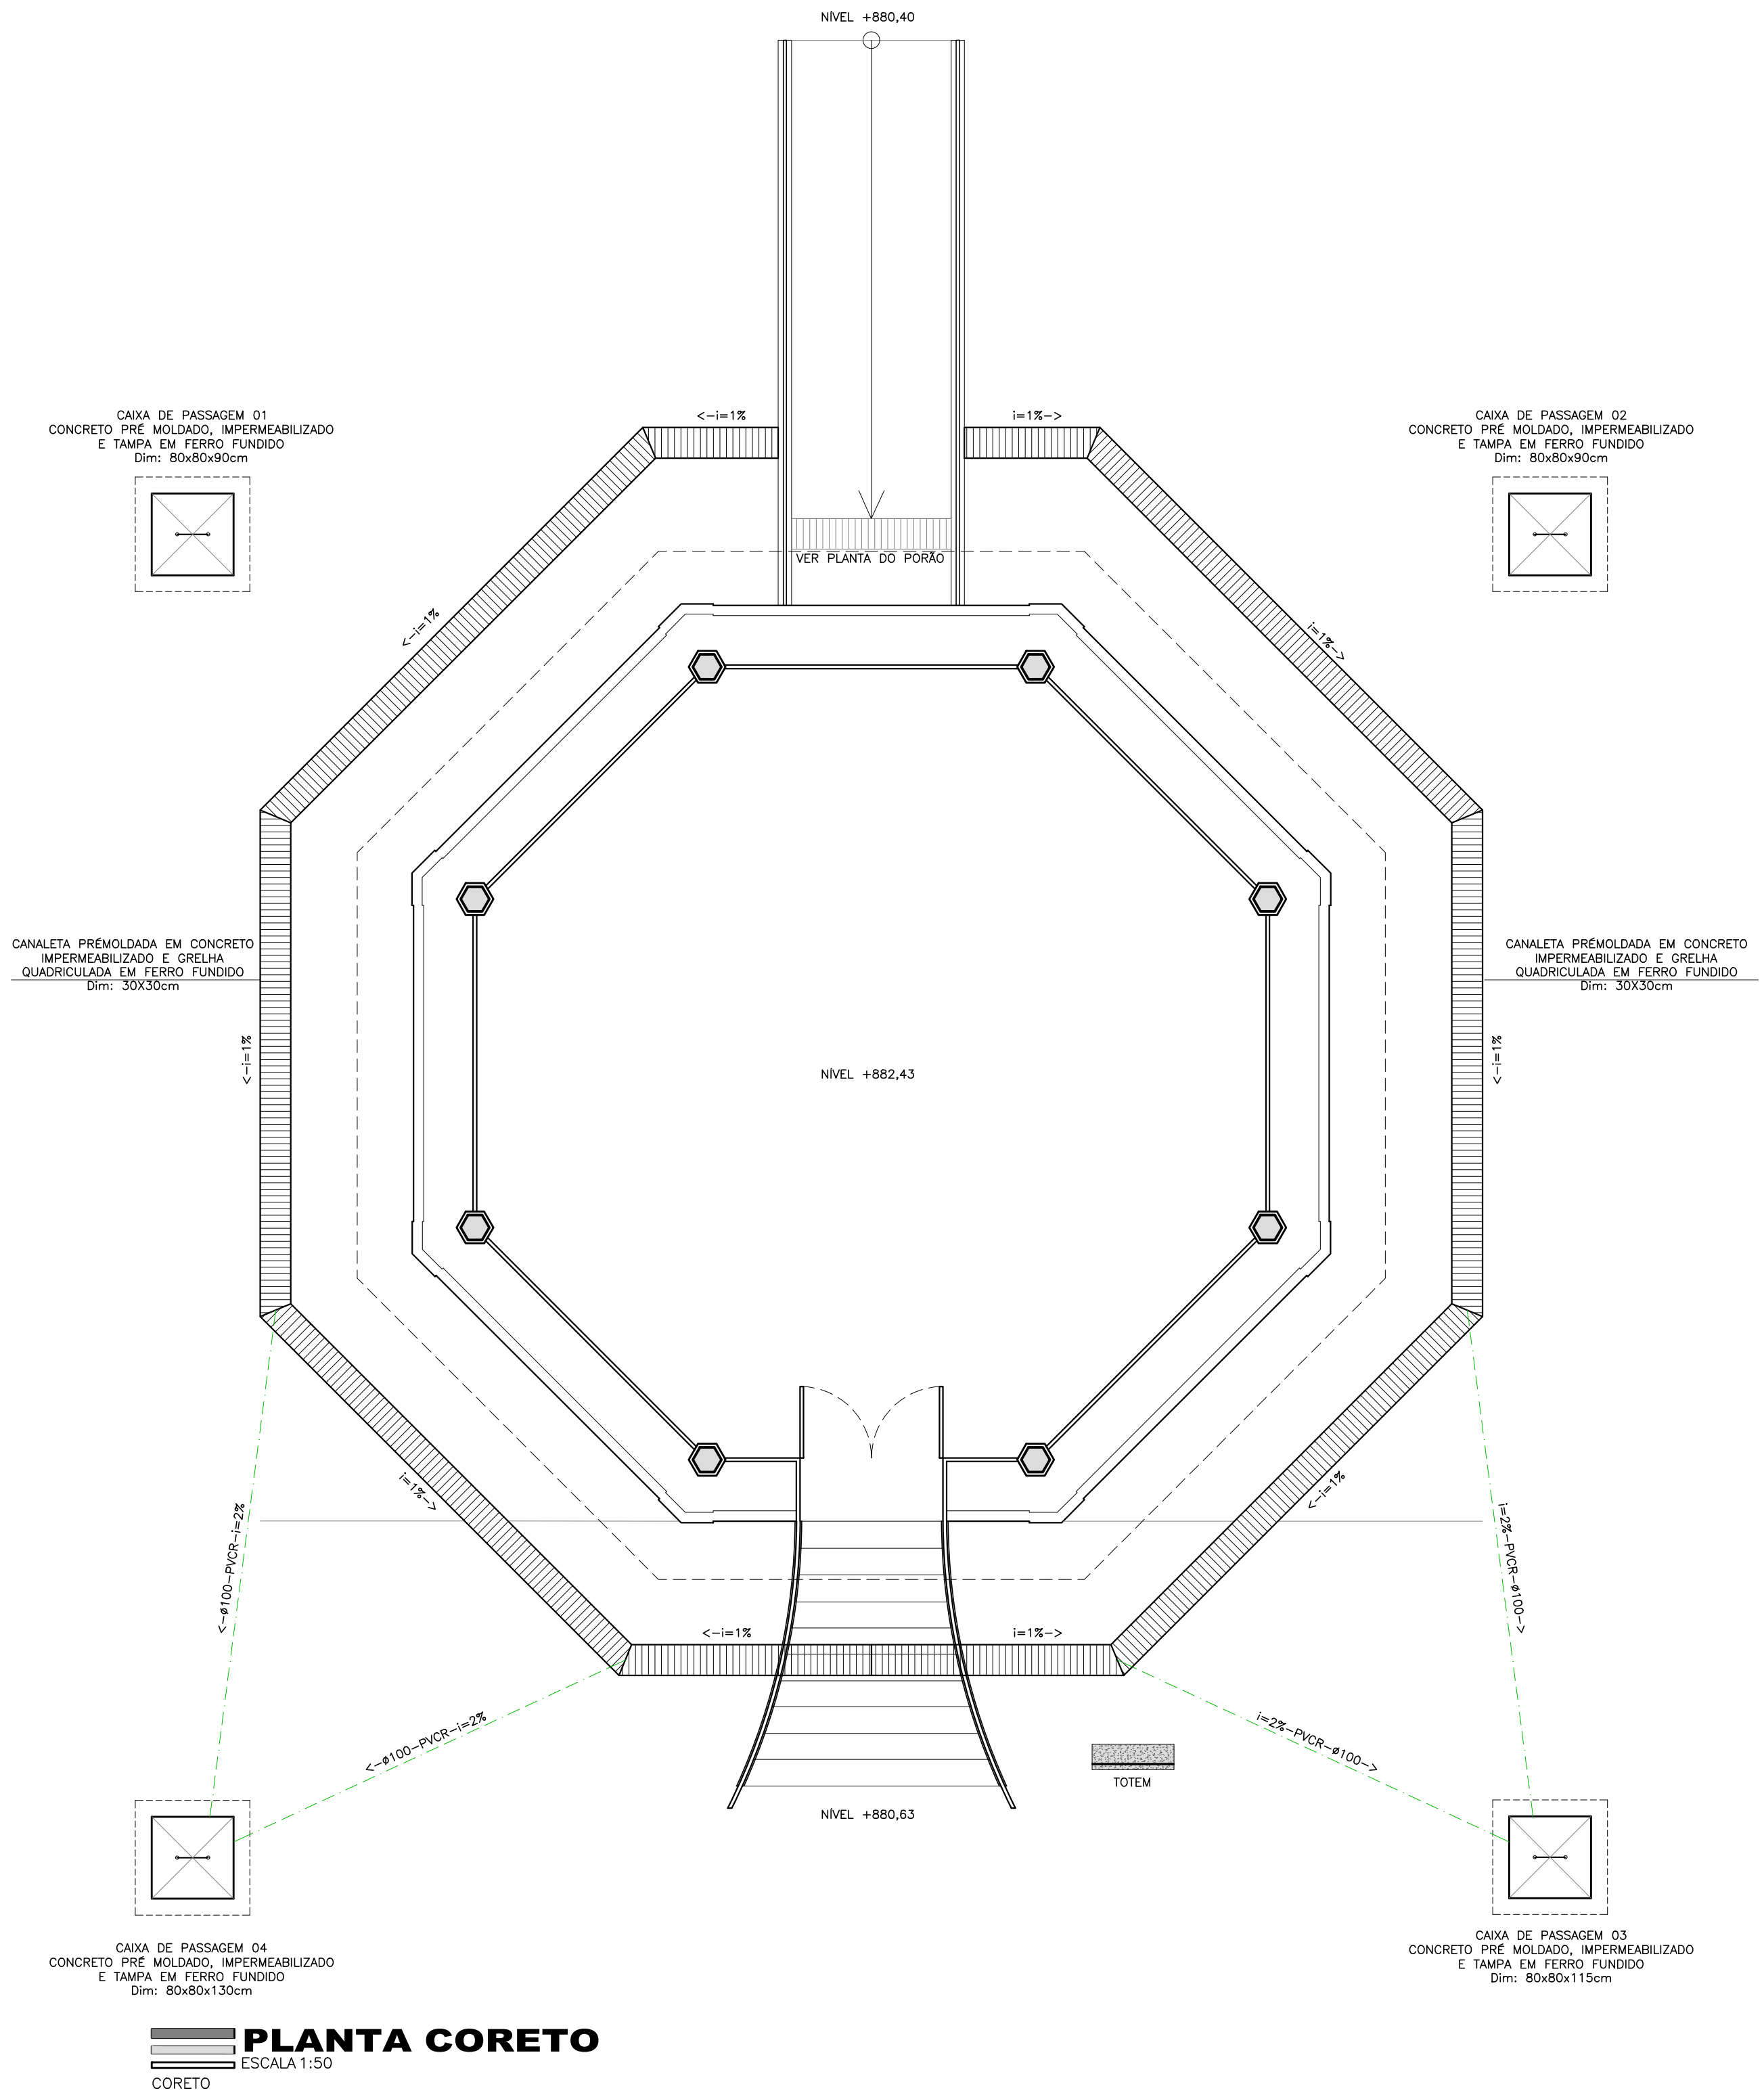 NÍVEL +880,40
<-i=1%
i=1%->
CAIXA DE PASSAGEM 01
CONCRETO PRÉ MOLDADO, IMPERMEABILIZADO
E TAMPA EM FERRO FUNDIDO
Dim: 80x80x90cm
CAIXA DE PASSAGEM 02
CONCRETO PRÉ MOLDADO, IMPERMEABILIZADO
E TAMPA EM FERRO FUNDIDO
Dim: 80x80x90cm
VER PLANTA DO PORÃO
<-i=1%
i=1%->
CANALETA PRÉMOLDADA EM CONCRETO
IMPERMEABILIZADO E GRELHA
QUADRICULADA EM FERRO FUNDIDO
Dim: 30X30cm
CANALETA PRÉMOLDADA EM CONCRETO
IMPERMEABILIZADO E GRELHA
QUADRICULADA EM FERRO FUNDIDO
Dim: 30X30cm
<-i=1%
NÍVEL +882,43
<-i=1%
i=1%->
<-i=1%
<-ø100-PVCR-i=2%
i=2%-PVCR-ø100->
<-i=1%
i=1%->
<-ø100-PVCR-i=2%
i=2%-PVCR-ø100->
TOTEM
NÍVEL +880,63
CAIXA DE PASSAGEM 04
CONCRETO PRÉ MOLDADO, IMPERMEABILIZADO
E TAMPA EM FERRO FUNDIDO
Dim: 80x80x130cm
CAIXA DE PASSAGEM 03
CONCRETO PRÉ MOLDADO, IMPERMEABILIZADO
E TAMPA EM FERRO FUNDIDO
Dim: 80x80x115cm
PLANTA CORETO
ESCALA 1:50
CORETO